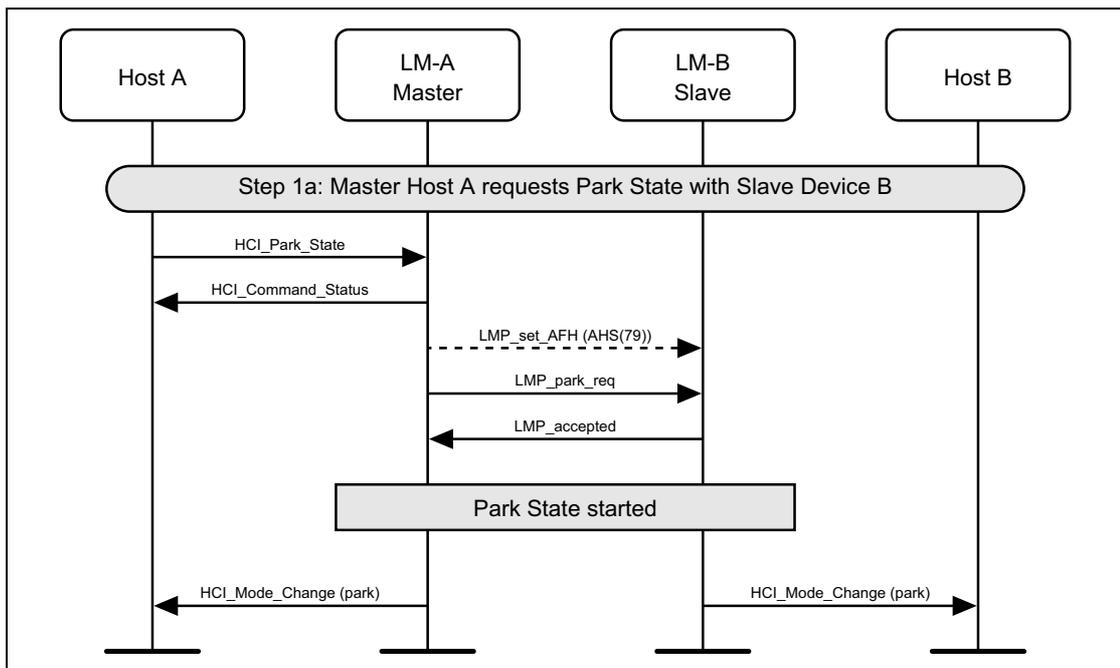 Host A
LM-A
Master
LM-B
Slave
Host B
Step 1a: Master Host A requests Park State with Slave Device B
HCI_Park_State
HCI_Command_Status
LMP_set_AFH (AHS(79))
LMP_park_req
LMP_accepted
Park State started
HCI_Mode_Change (park)
HCI_Mode_Change (park)